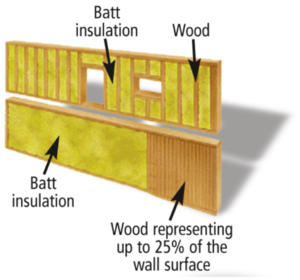 Batt
insulation
Wood
Batt
insulation
Wood representing
up to 25% of the
wall surface